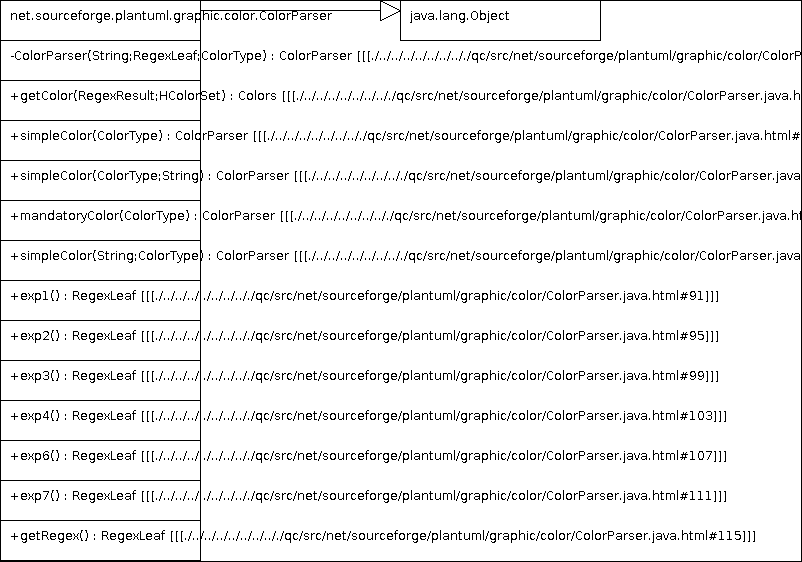 net.sourceforge.plantuml.graphic.color.ColorParser
java.lang.Object
-ColorParser(String;RegexLeaf;ColorType) : ColorParser [[[./../../../../../../../../qc/src/net/sourceforge/plantuml/graphic/color/ColorP
+getColor(RegexResult;HColorSet) : Colors [[[./../../../../../../../../qc/src/net/sourceforge/plantuml/graphic/color/ColorParser.java.h
+simpleColor(ColorType) : ColorParser [[[./../../../../../../../../qc/src/net/sourceforge/plantuml/graphic/color/ColorParser.java.html#
+simpleColor(ColorType;String) : ColorParser [[[./../../../../../../../../qc/src/net/sourceforge/plantuml/graphic/color/ColorParser.java
+mandatoryColor(ColorType) : ColorParser [[[./../../../../../../../../qc/src/net/sourceforge/plantuml/graphic/color/ColorParser.java.ht
+simpleColor(String;ColorType) : ColorParser [[[./../../../../../../../../qc/src/net/sourceforge/plantuml/graphic/color/ColorParser.java
+exp1() : RegexLeaf [[[./../../../../../../../../qc/src/net/sourceforge/plantuml/graphic/color/ColorParser.java.html#91]]]
+exp2() : RegexLeaf [[[./../../../../../../../../qc/src/net/sourceforge/plantuml/graphic/color/ColorParser.java.html#95]]]
+exp3() : RegexLeaf [[[./../../../../../../../../qc/src/net/sourceforge/plantuml/graphic/color/ColorParser.java.html#99]]]
+exp4() : RegexLeaf [[[./../../../../../../../../qc/src/net/sourceforge/plantuml/graphic/color/ColorParser.java.html#103]]]
+exp6() : RegexLeaf [[[./../../../../../../../../qc/src/net/sourceforge/plantuml/graphic/color/ColorParser.java.html#107]]]
+exp7() : RegexLeaf [[[./../../../../../../../../qc/src/net/sourceforge/plantuml/graphic/color/ColorParser.java.html#111]]]
+getRegex() : RegexLeaf [[[./../../../../../../../../qc/src/net/sourceforge/plantuml/graphic/color/ColorParser.java.html#115]]]